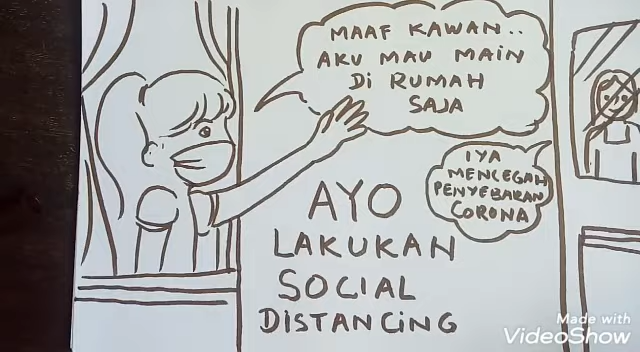 MAAF KAWAN..
AKU MAU MAIN
Di RUMAH
SAJA
IYA
MENCEGAH
PENYEBARAN
CORONA
AYO
LAKUKAN
SOCIAL
DISTANCiNG
Made with
VideoShow